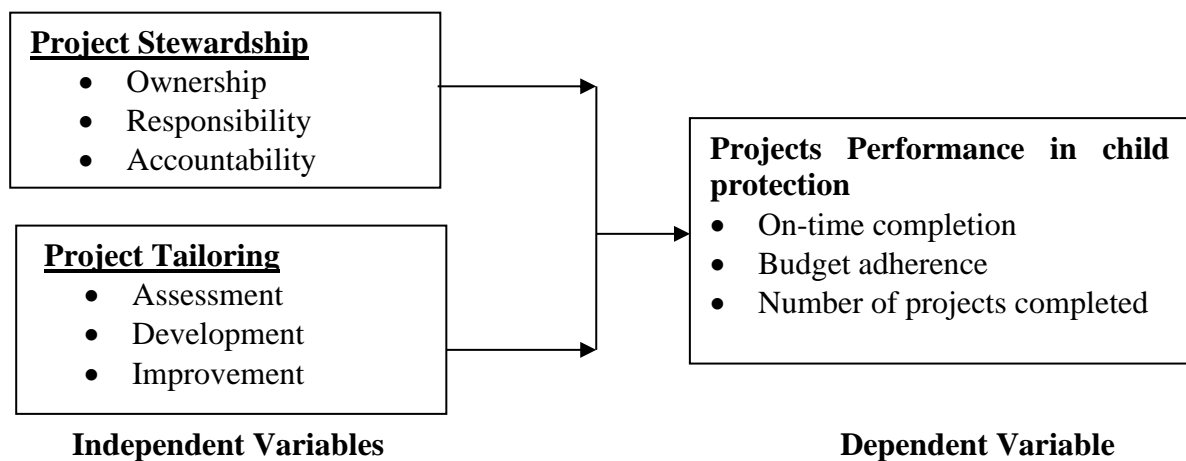 Project Stewardship
• Ownership
• Responsibility
• Accountability
Project Tailoring
• Assessment
• Development
• Improvement
Projects Performance in child
protection
• On-time completion
• Budget adherence
• Number of projects completed
Independent Variables
Dependent Variable